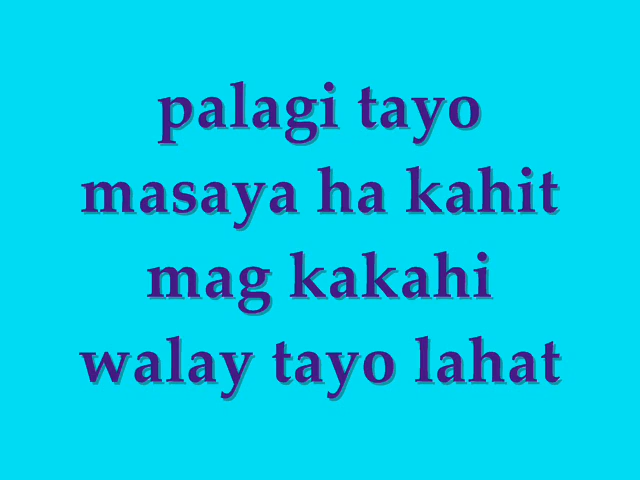 palagi tayo
masaya ha kahit
mag kakahi
walay tayo lahat